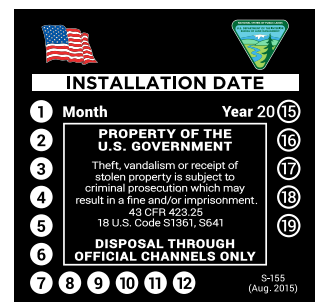 INSTALLATION DATE
1 Month Year 20 15
2 16
3 17
4 18
5 19
6
7 8 9 10 11 12
PROPERTY OF THE
U.S. GOVERNMENT
Theft, vandalism or receipt of
stolen property is subject to
criminal prosecution which may
result in a fine and/or imprisonment.
43 CFR 423.25
18 U.S. Code S1361, S641
DISPOSAL THROUGH
OFFICIAL CHANNELS ONLY
S-155
(Aug. 2015)